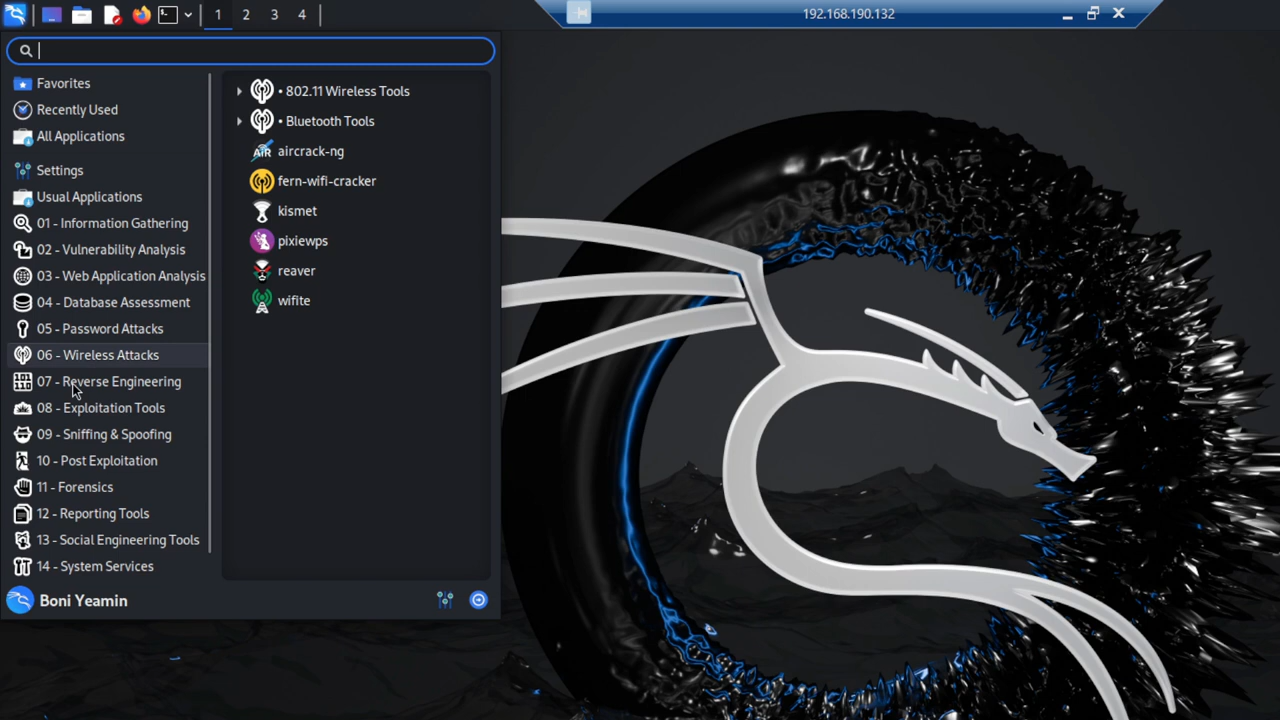 1
2
3
4
192.168.190.132
Favorites
Recently Used
All Applications
Settings
Usual Applications
01 - Information Gathering
02 - Vulnerability Analysis
03 - Web Application Analysis
04 - Database Assessment
05 - Password Attacks
06 - Wireless Attacks
07 - Reverse Engineering
08 - Exploitation Tools
09 - Sniffing & Spoofing
10 - Post Exploitation
11 - Forensics
12 - Reporting Tools
13 - Social Engineering Tools
14 - System Services
• 802.11 Wireless Tools
• Bluetooth Tools
aircrack-ng
fern-wifi-cracker
kismet
pixiewps
reaver
wifite
Boni Yeamin